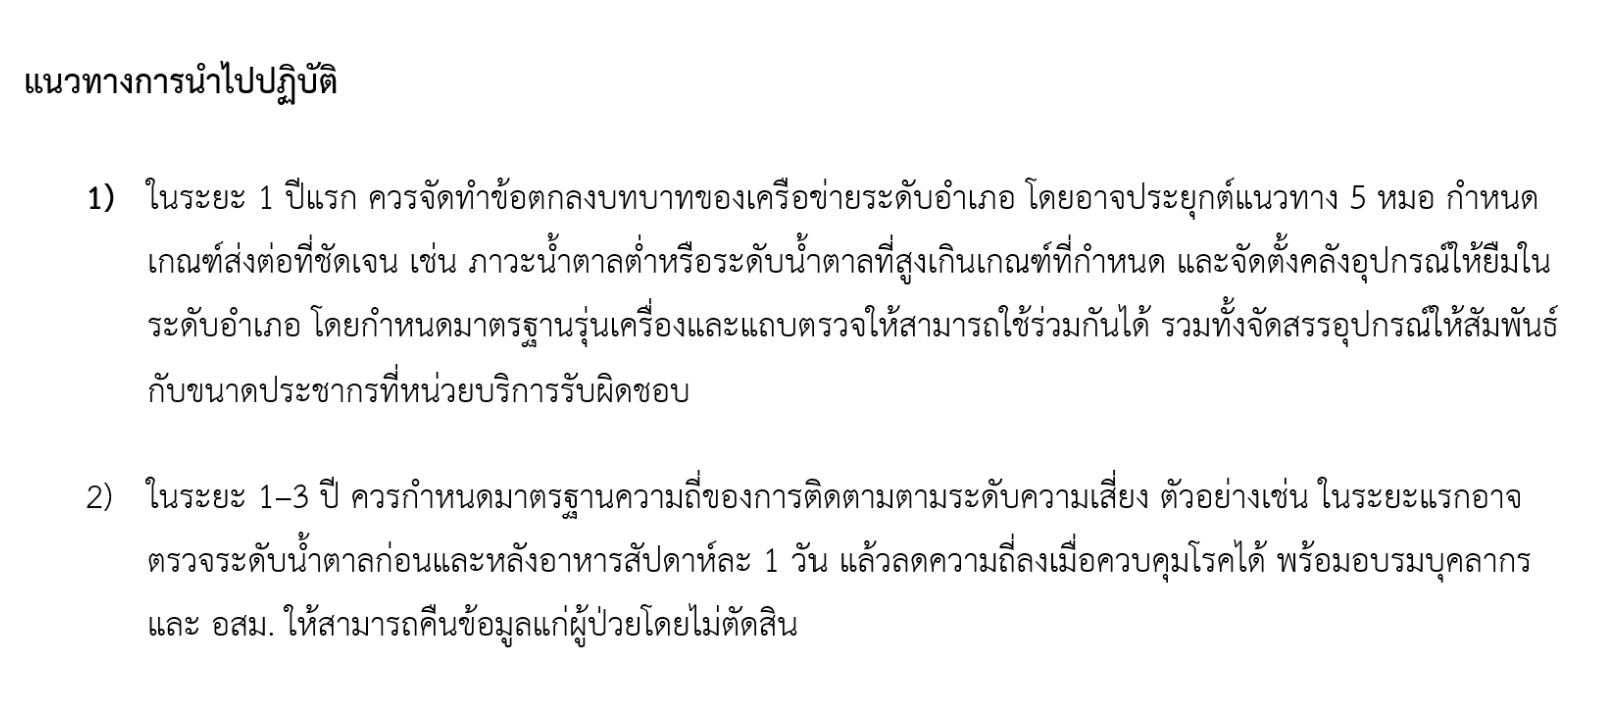 แนวทางการนำไปปฏิบัติ
1) ในระยะ 1 ปีแรก ควรจัดทำข้อตกลงบทบาทของเครือข่ายระดับอำเภอ โดยอาจประยุกต์แนวทาง 5 หมอ กำหนด
เกณฑ์ส่งต่อที่ชัดเจน เช่น ภาวะน้ำตาลต่ำหรือระดับน้ำตาลที่สูงเกินเกณฑ์ที่กำหนด และจัดตั้งคลังอุปกรณ์ให้ยืมใน
ระดับอำเภอ โดยกำหนดมาตรฐานรุ่นเครื่องและแถบตรวจให้สามารถใช้ร่วมกันได้ รวมทั้งจัดสรรอุปกรณ์ให้สัมพันธ์
กับขนาดประชากรที่หน่วยบริการรับผิดชอบ
2) ในระยะ 1–3 ปี ควรกำหนดมาตรฐานความถี่ของการติดตามตามระดับความเสี่ยง ตัวอย่างเช่น ในระยะแรกอาจ
ตรวจระดับน้ำตาลก่อนและหลังอาหารสัปดาห์ละ 1 วัน แล้วลดความถี่ลงเมื่อควบคุมโรคได้ พร้อมอบรมบุคลากร
และ อสม. ให้สามารถคืนข้อมูลแก่ผู้ป่วยโดยไม่ตัดสิน